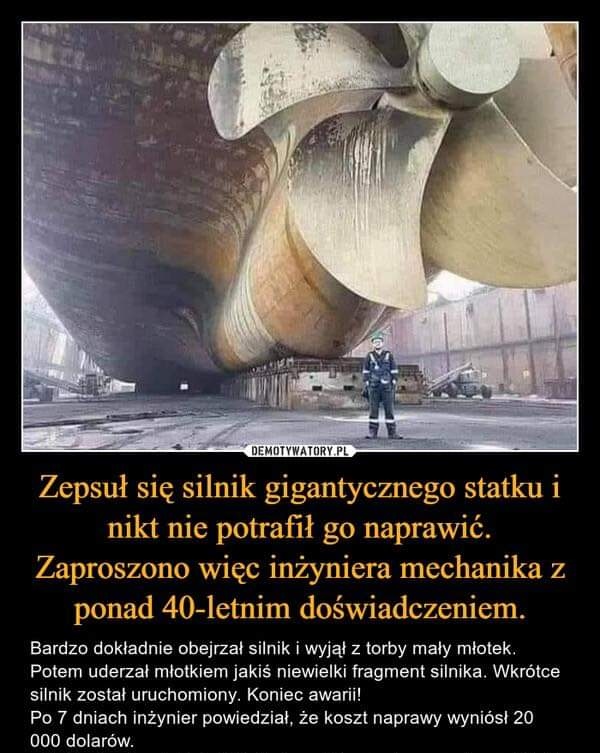 DEMOTYWATORY.PL
Zepsuł się silnik gigantycznego statku i
nikt nie potrafił go naprawić.
Zaproszono więc inżyniera mechanika z
ponad 40-letnim doświadczeniem.
Bardzo dokładnie obejrzał silnik i wyjął z torby mały młotek.
Potem uderzał młotkiem jakiś niewielki fragment silnika. Wkrótce
silnik został uruchomiony. Koniec awarii!
Po 7 dniach inżynier powiedział, że koszt naprawy wyniósł 20
000 dolarów.